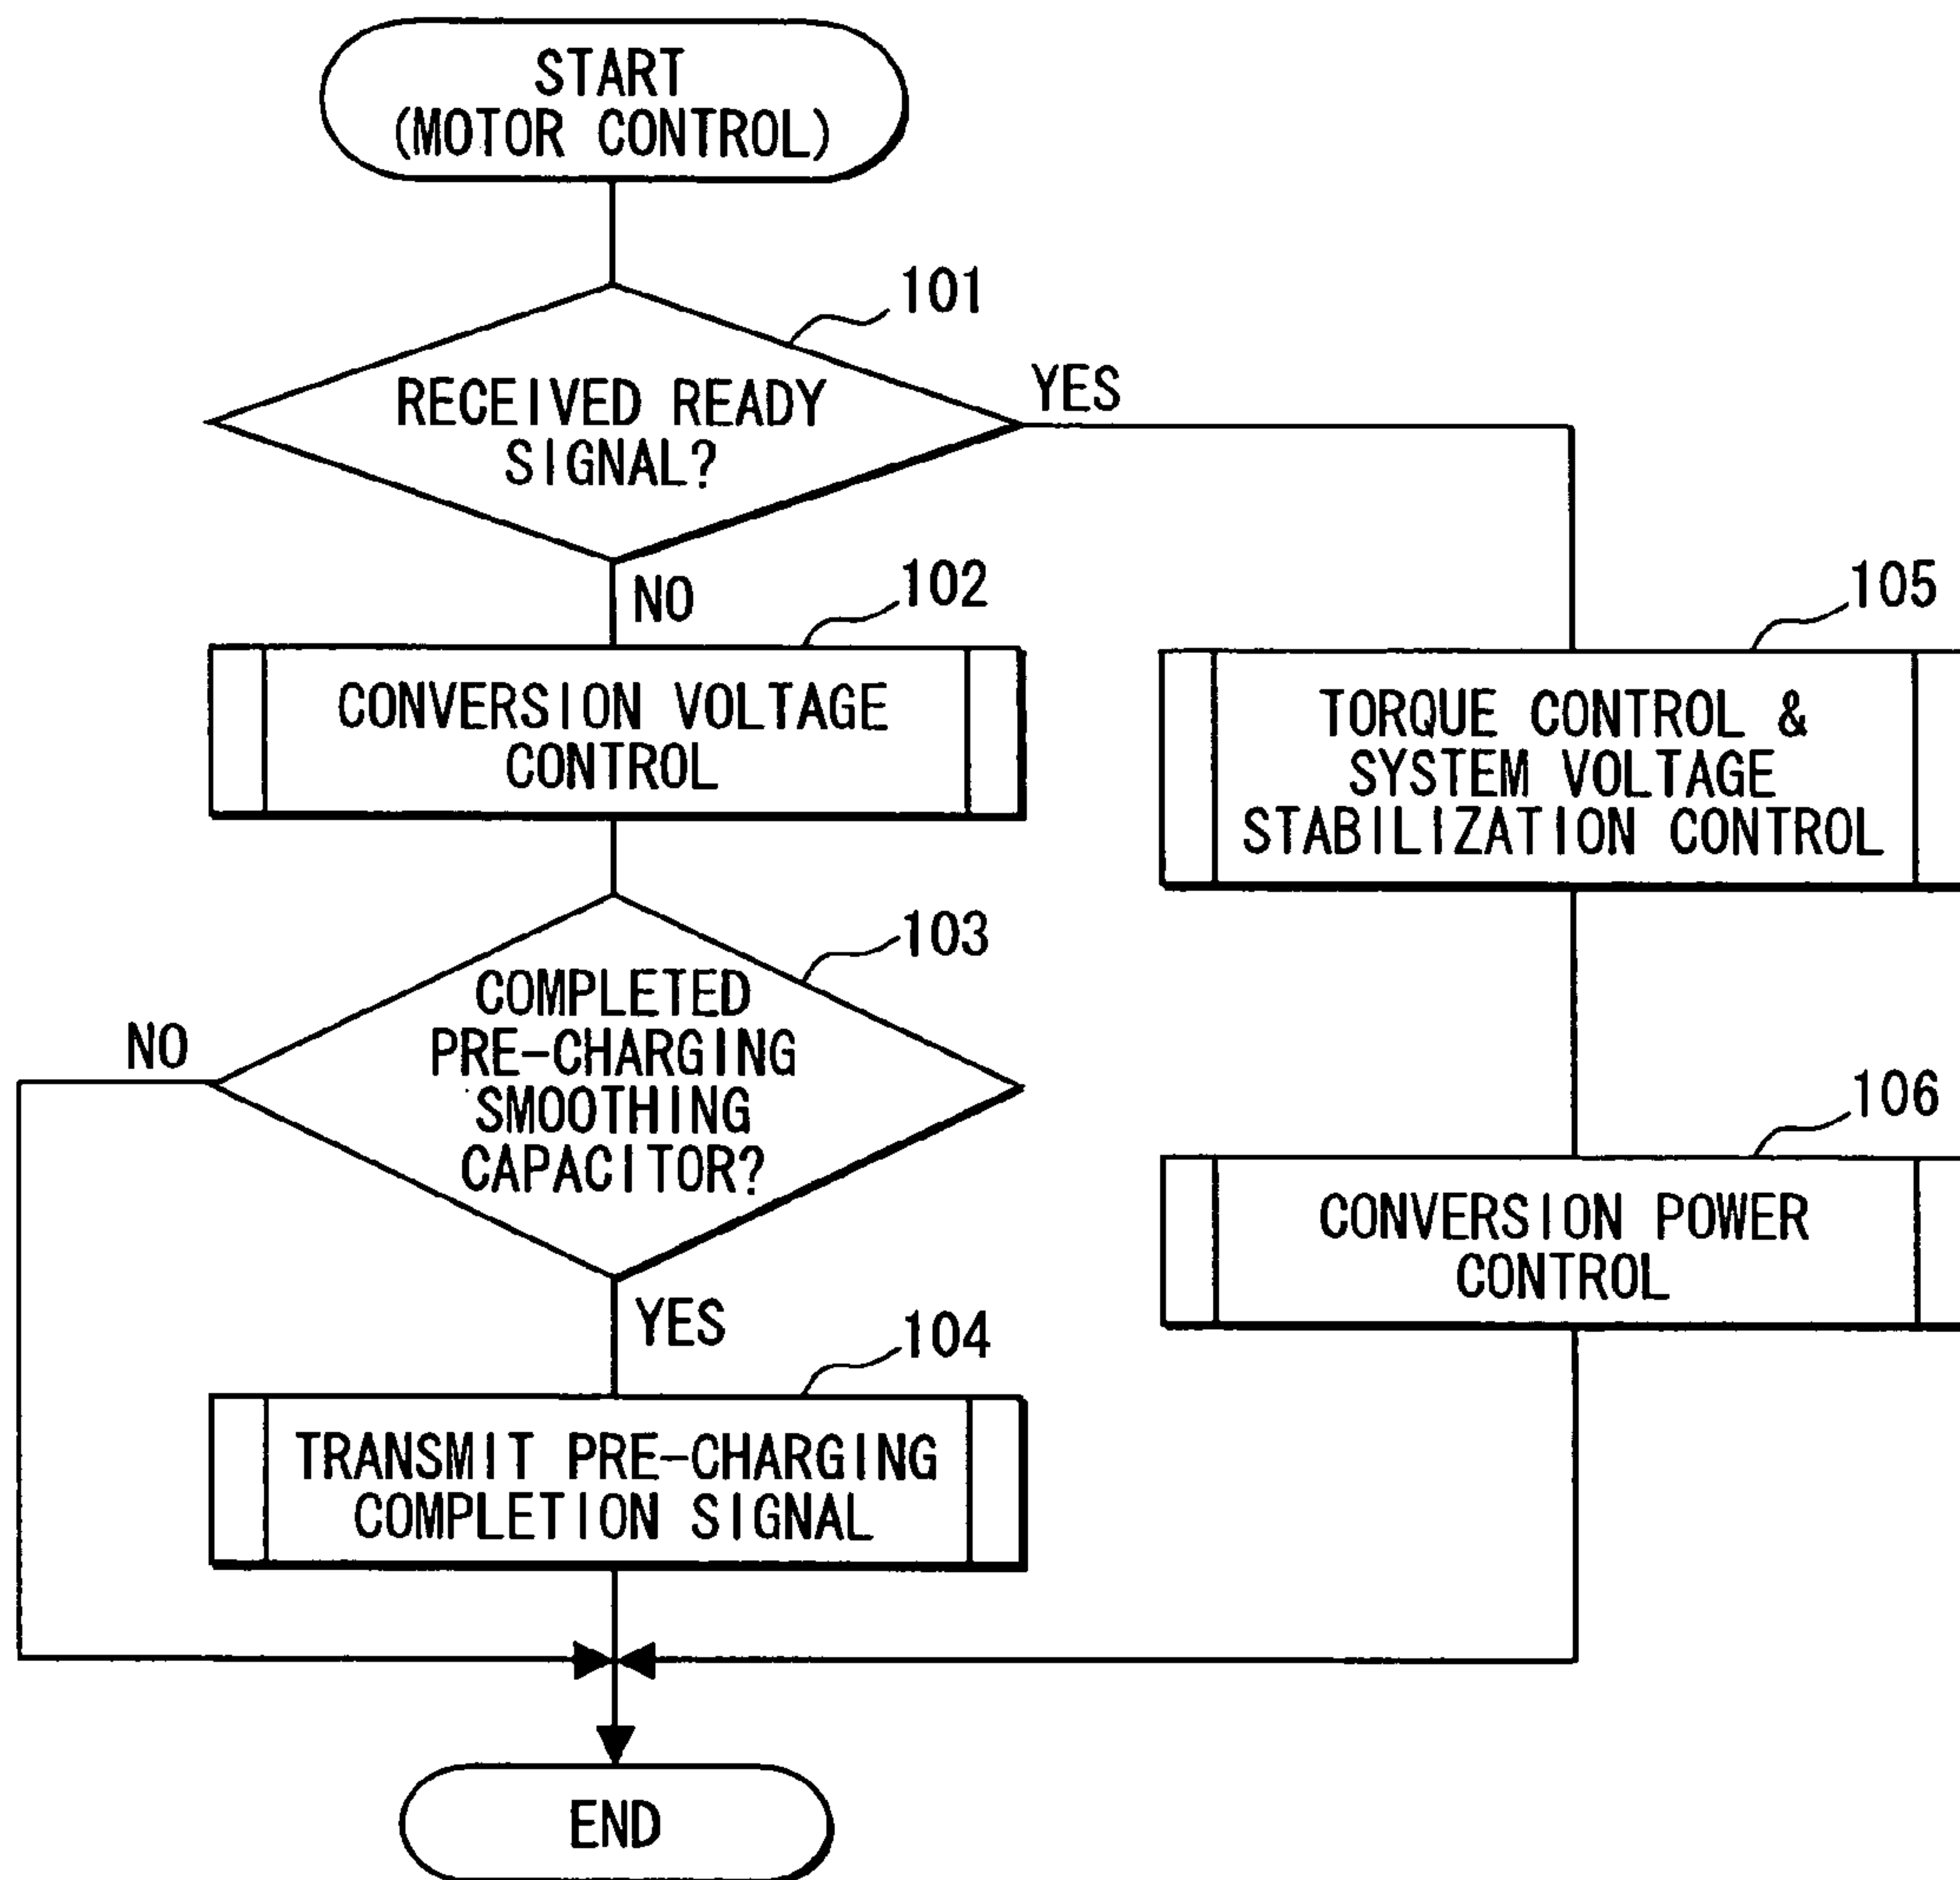 START
(MOTOR CONTROL)
101
RECEIVED READY
SIGNAL?
YES
NO
102
CONVERSION VOLTAGE
CONTROL
103
COMPLETED
PRE-CHARGING
SMOOTHING
CAPACITOR?
NO
YES
104
TRANSMIT PRE-CHARGING
COMPLETION SIGNAL
105
TORQUE CONTROL &
SYSTEM VOLTAGE
STABILIZATION CONTROL
106
CONVERSION POWER
CONTROL
END